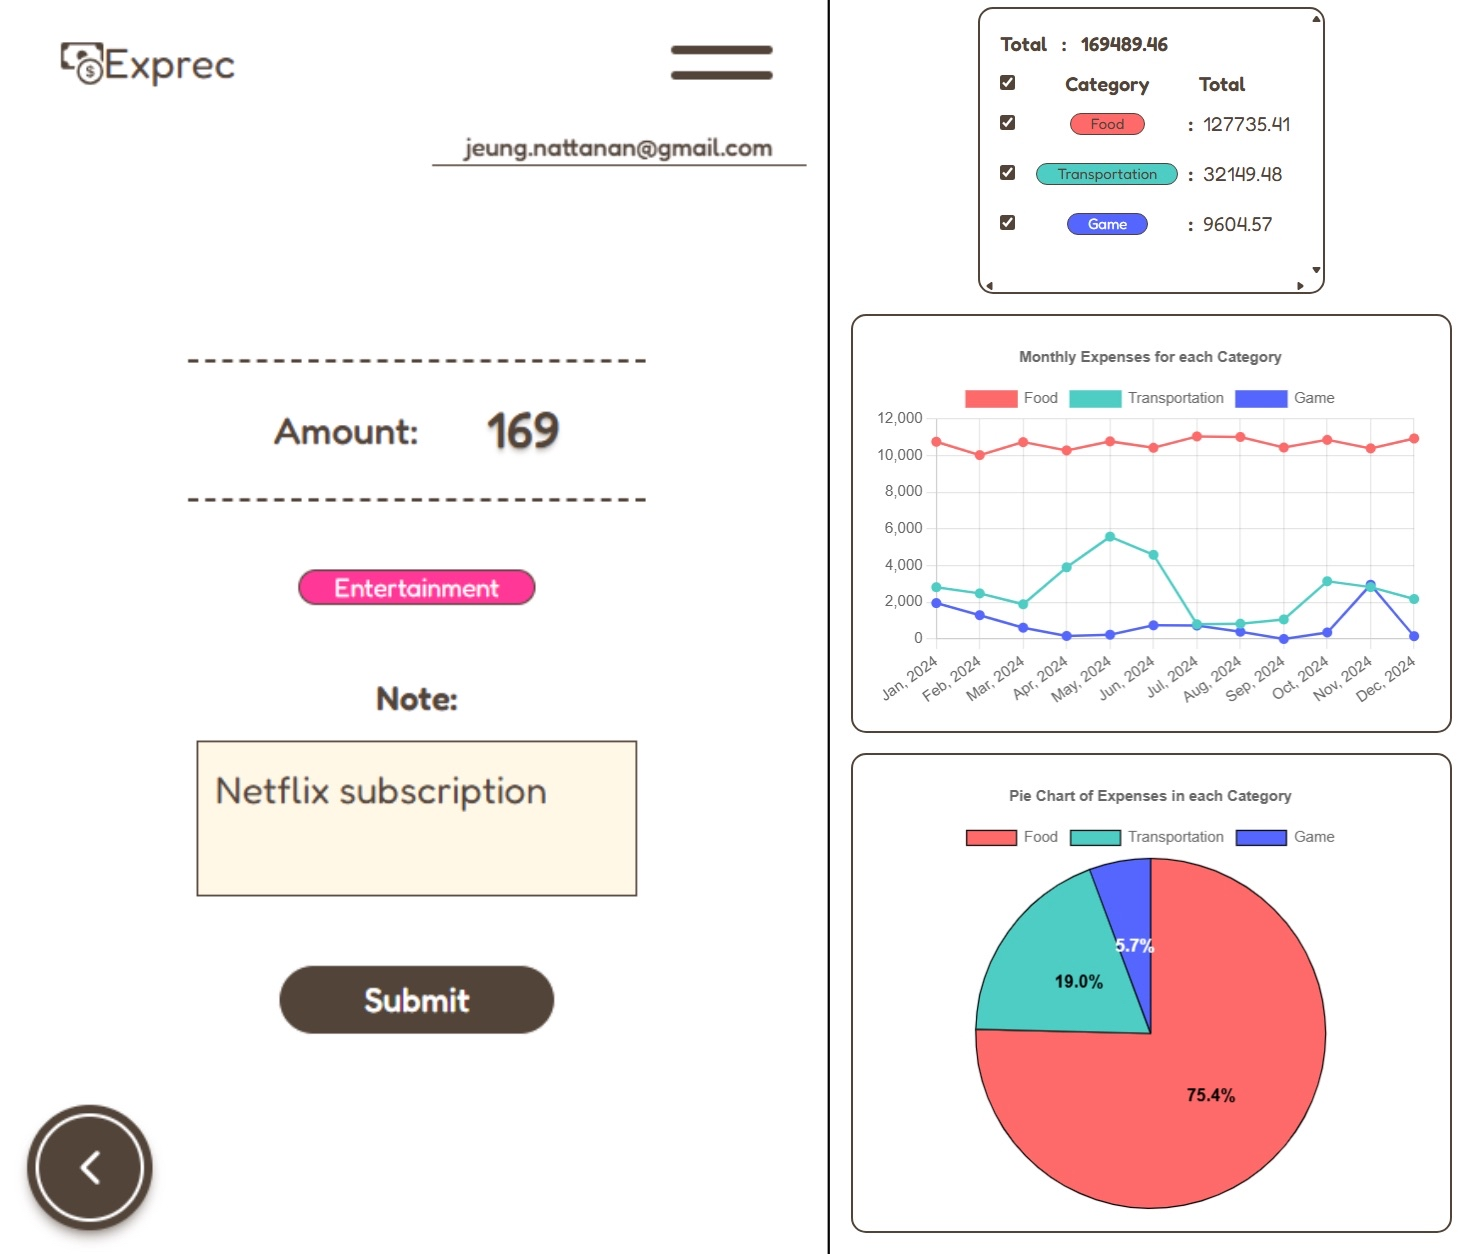 Exprec
jeung.nattanan@gmail.com
Amount: 169
Entertainment
Note:
Netflix subscription
Submit
Total : 169489.46
Category Total
Food : 127735.41
Transportation : 32149.48
Game : 9604.57
Monthly Expenses for each Category
Food Transportation Game
12,000
10,000
8,000
6,000
4,000
2,000
0
Jan, 2024 Feb, 2024 Mar, 2024 Apr, 2024 May, 2024 Jun, 2024 Jul, 2024 Aug, 2024 Sep, 2024 Oct, 2024 Nov, 2024 Dec, 2024
Pie Chart of Expenses in each Category
Food Transportation Game
5.7%
19.0%
75.4%